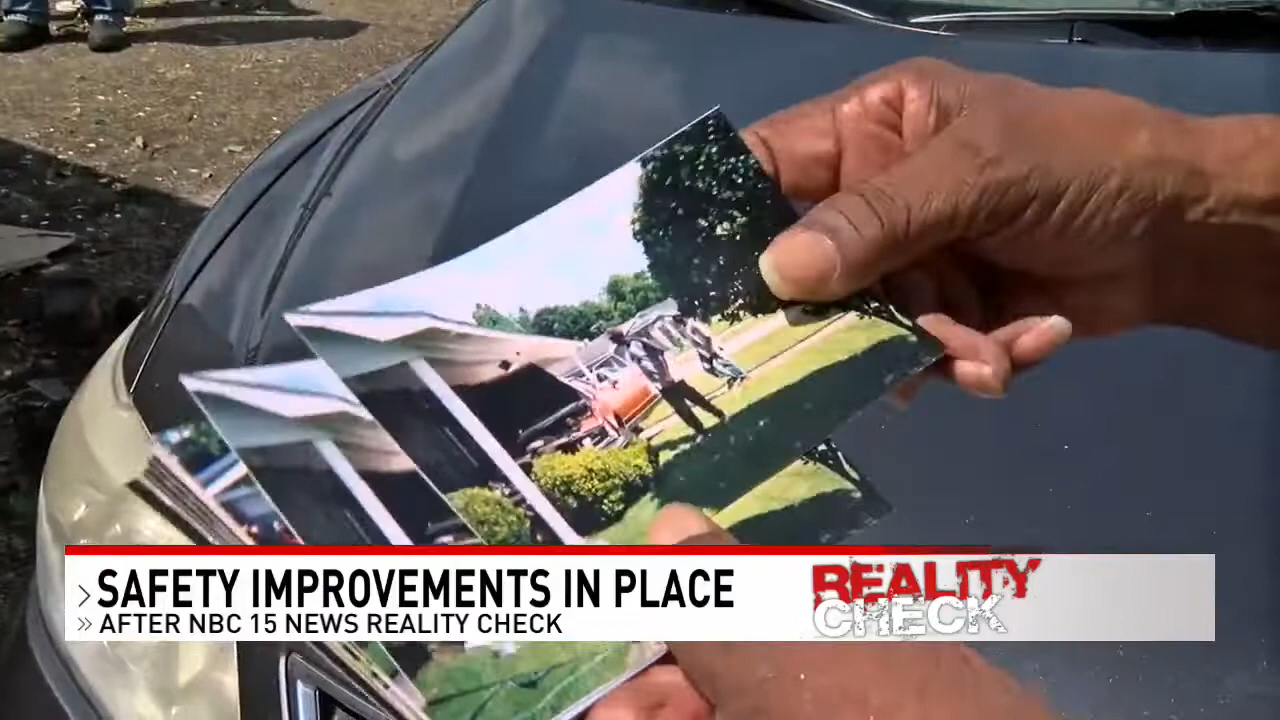 > SAFETY IMPROVEMENTS IN PLACE
» AFTER NBC 15 NEWS REALITY CHECK
REALITY
CHECK